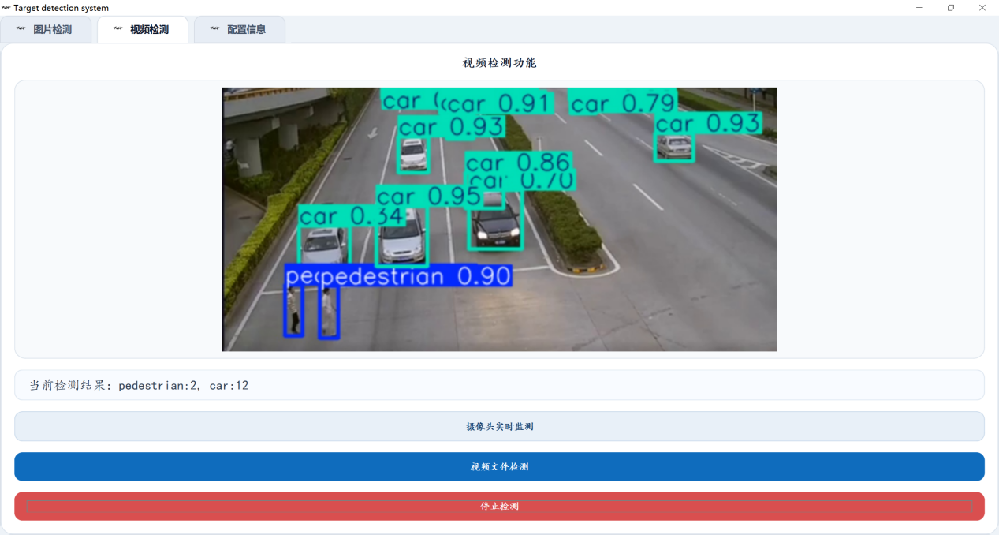 Target detection system
图片检测
视频检测
配置信息
视频检测功能
car car 0.91 car 0.79
car 0.93 car 0.93
car 0.86
car 0.70
car 0.95
car 0.34
pedestrian 0.90
当前检测结果: pedestrian:2, car:12
摄像头实时监测
视频文件检测
停止检测